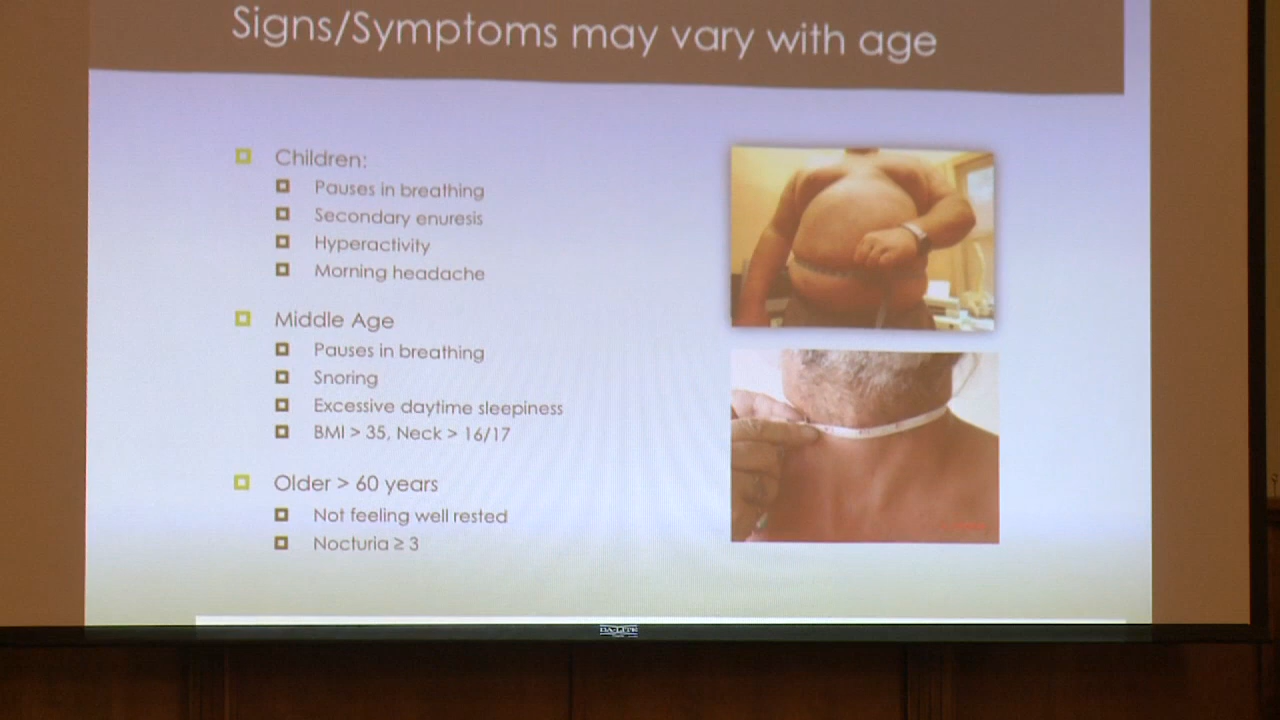 Signs/Symptoms may vary with age
Children:
Pauses in breathing
Secondary enuresis
Hyperactivity
Morning headache
Middle Age
Pauses in breathing
Snoring
Excessive daytime sleepiness
BMI > 35, Neck > 16/17
Older > 60 years
Not feeling well rested
Nocturia ≥ 3
DA-LITE